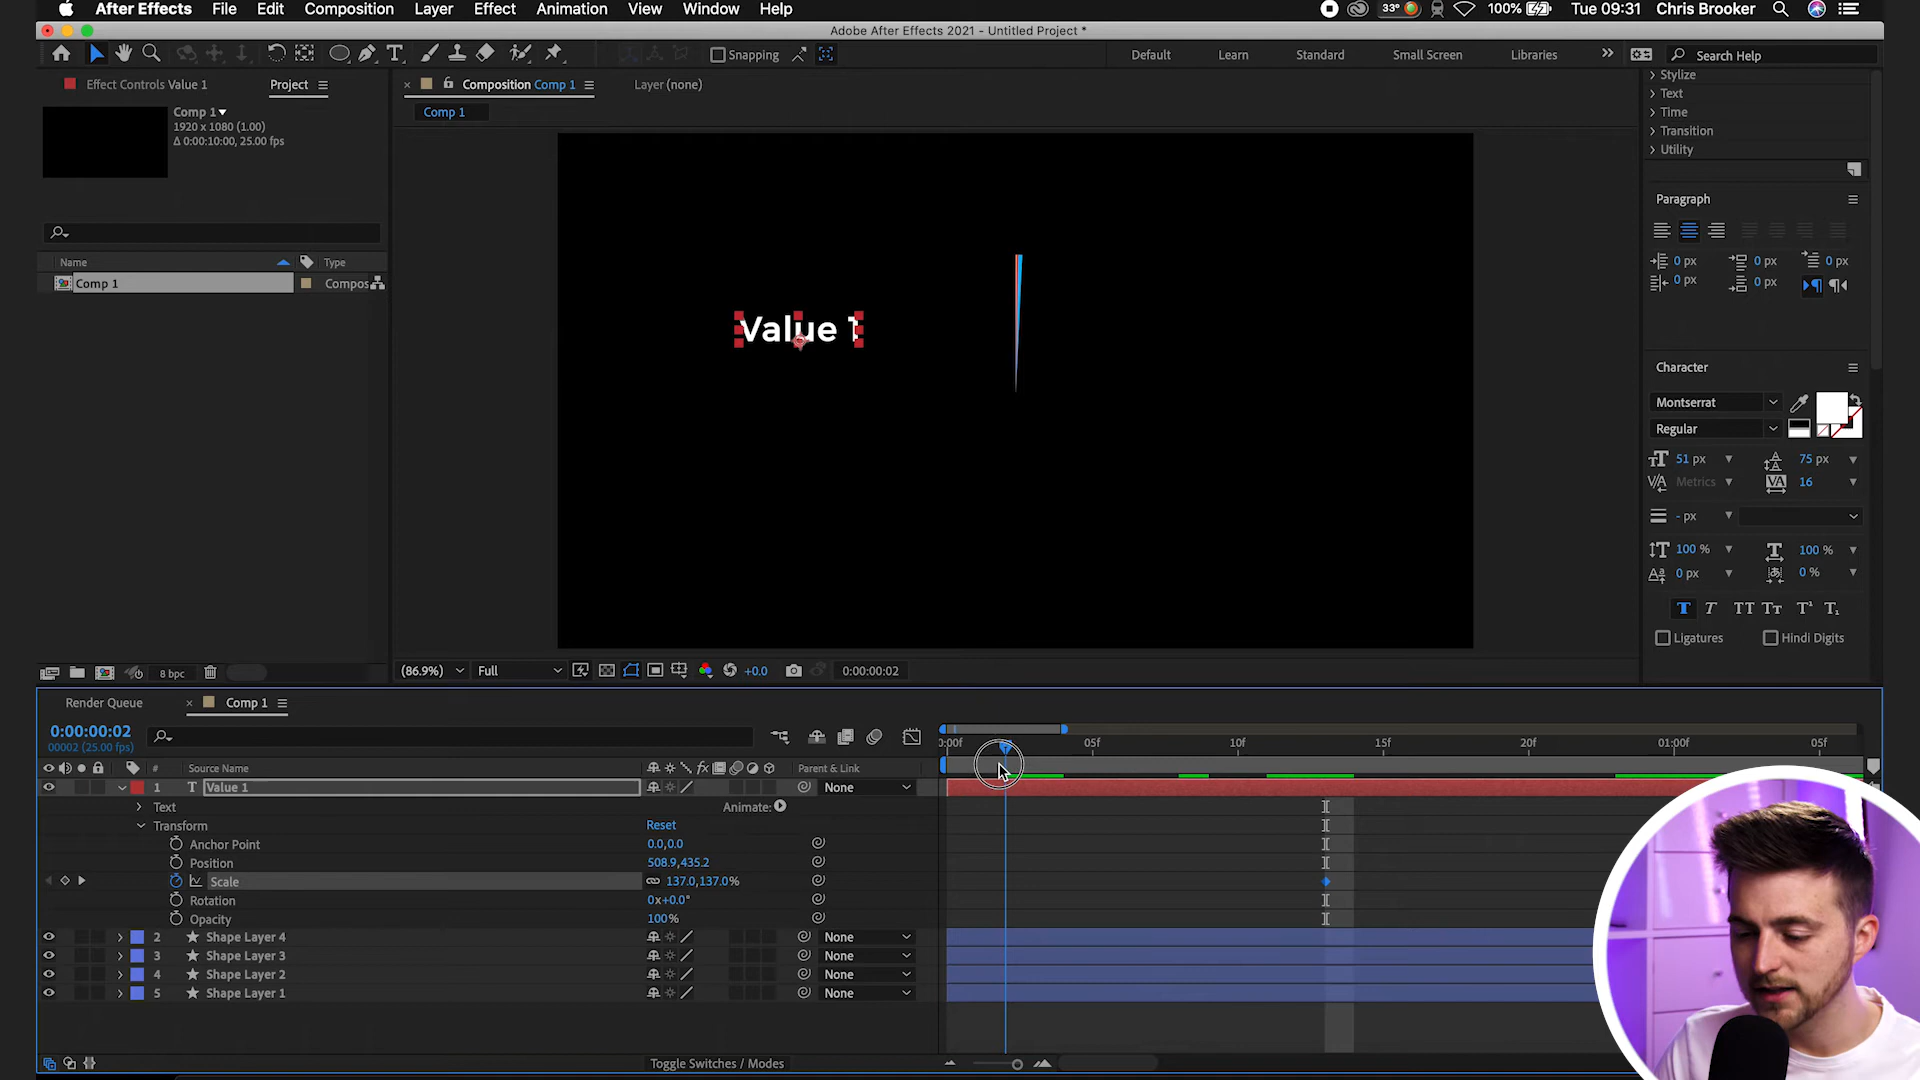 After Effects File Edit Composition Layer Effect Animation View Window Help
33° 100% Tue 09:31 Chris Brooker
Adobe After Effects 2021 - Untitled Project *
Snapping
Default Learn Standard Small Screen Libraries
Search Help
Effect Controls Value 1
Project
Composition Comp 1
Layer (none)
Comp 1
Comp 1
1920 x 1080 (1.00)
Δ 0:00:10:00, 25.00 fps
Name Type
Comp 1 Compos
8 bpc
Value 1
(86.9%) Full +0.0 0:00:00:02
Stylize
Text
Time
Transition
Utility
Paragraph
0 px 0 px 0 px
0 px 0 px
Character
Montserrat
Regular
51 px 75 px
Metrics 16
- px
100 % 100 %
0 px 0 %
T T TT Tт T¹ T₁
Ligatures Hindi Digits
Render Queue
Comp 1
0:00:00:02
00002 (25.00 fps)
0:00f 05f 10f 15f 20f 01:00f 05f
# Source Name Parent & Link
1 T Value 1 None
Text Animate:
Transform Reset
Anchor Point 0.0,0.0
Position 508.9,435.2
Scale 137.0,137.0%
Rotation 0x+0.0°
Opacity 100%
2 Shape Layer 4 None
3 Shape Layer 3 None
4 Shape Layer 2 None
5 Shape Layer 1 None
Toggle Switches / Modes